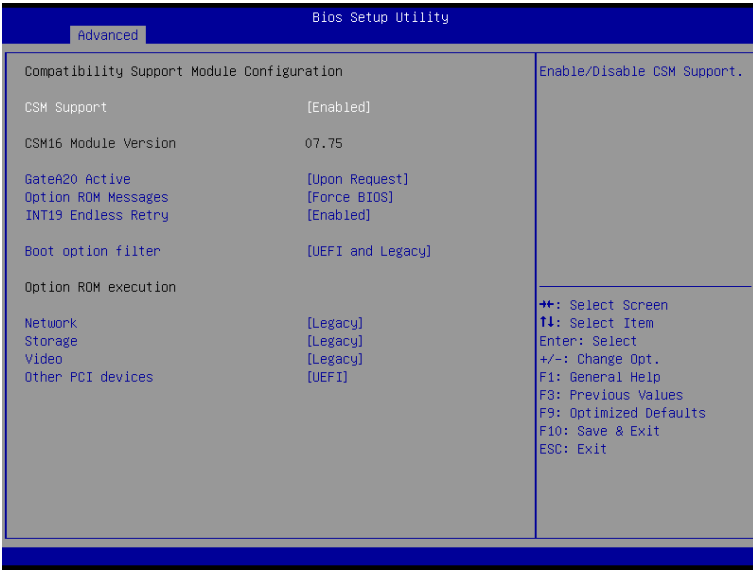 Bios Setup Utility
Advanced
Compatibility Support Module Configuration
CSM Support [Enabled]
CSM16 Module Version 07.75
GateA20 Active [Upon Request]
Option ROM Messages [Force BIOS]
INT19 Endless Retry [Enabled]
Boot option filter [UEFI and Legacy]
Option ROM execution
Network [Legacy]
Storage [Legacy]
Video [Legacy]
Other PCI devices [UEFI]
Enable/Disable CSM Support.
→←: Select Screen
↑↓: Select Item
Enter: Select
+/-: Change Opt.
F1: General Help
F3: Previous Values
F9: Optimized Defaults
F10: Save & Exit
ESC: Exit